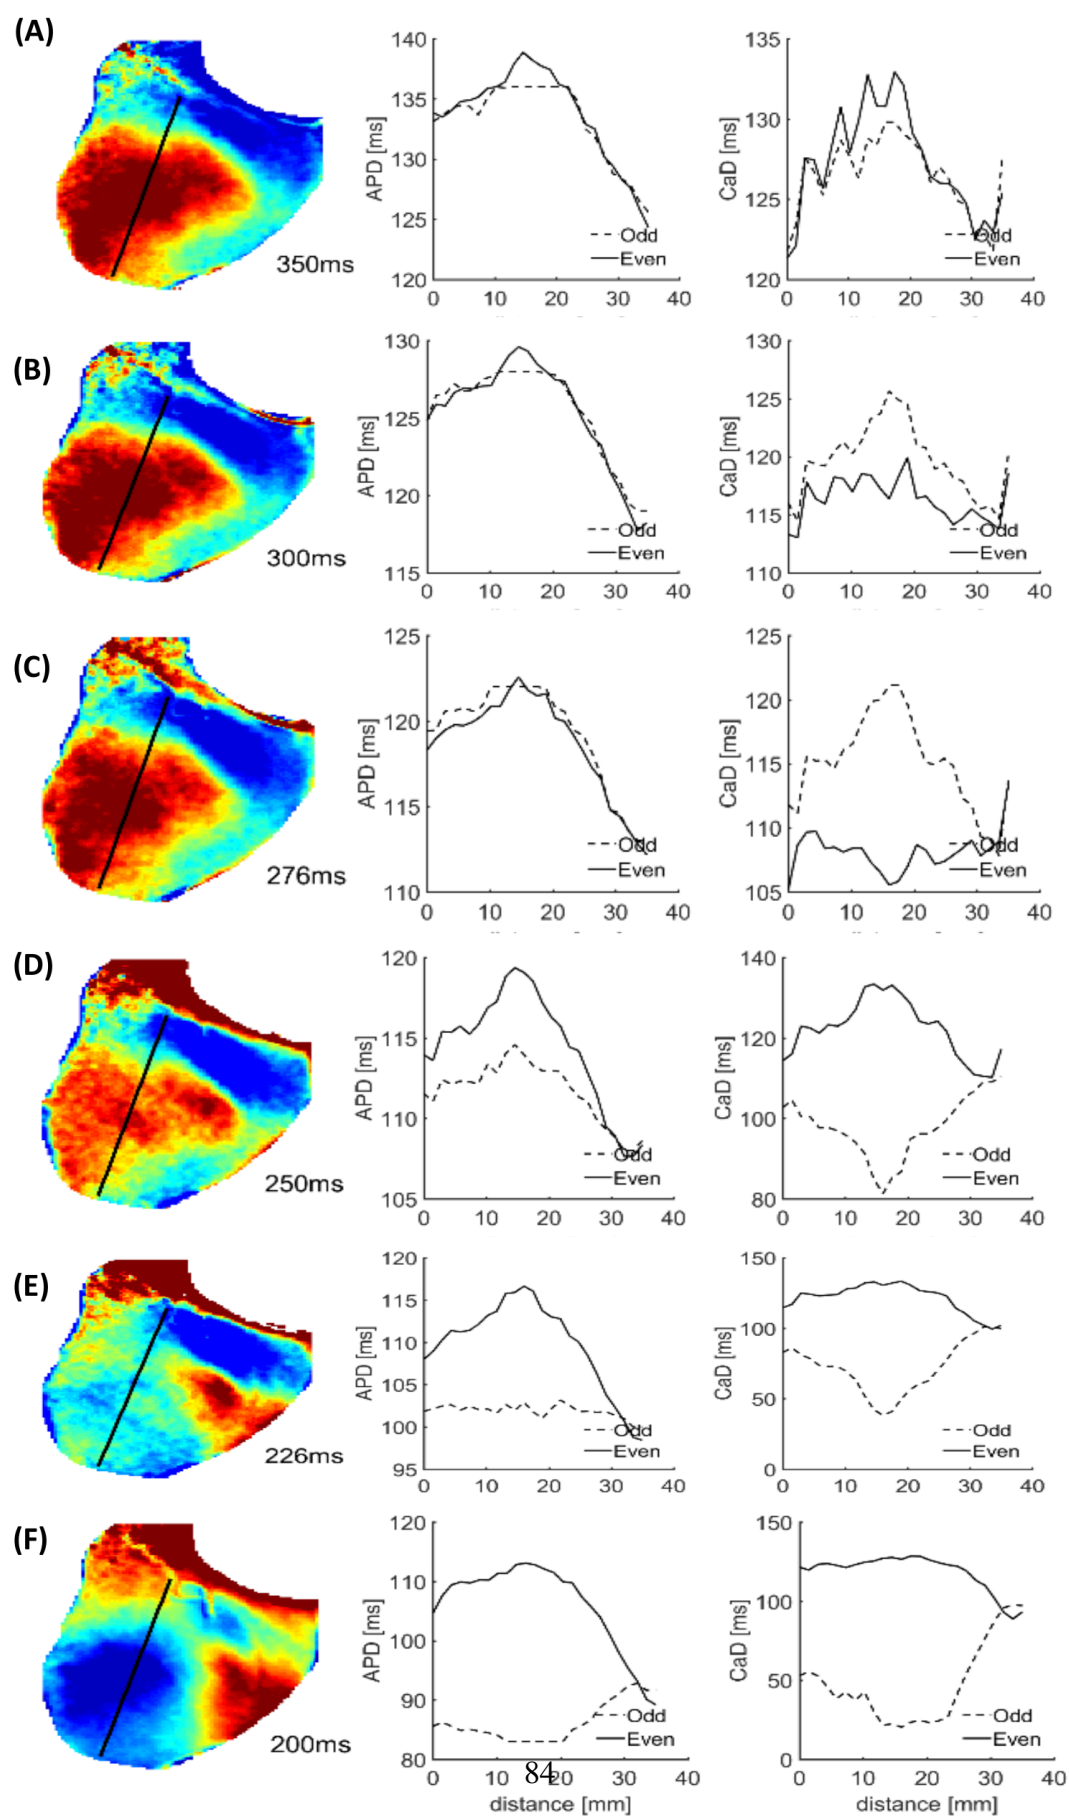 (A)
350ms
APD [ms]
140
135
130
125
120
0 10 20 30 40
Odd
Even
CaD [ms]
135
130
125
120
0 10 20 30 40
Odd
Even
(B)
300ms
APD [ms]
130
125
120
115
0 10 20 30 40
Odd
Even
CaD [ms]
130
125
120
115
110
0 10 20 30 40
Odd
Even
(C)
276ms
APD [ms]
125
120
115
110
0 10 20 30 40
Odd
Even
CaD [ms]
125
120
115
110
105
0 10 20 30 40
Odd
Even
(D)
250ms
APD [ms]
120
115
110
105
0 10 20 30 40
Odd
Even
CaD [ms]
140
120
100
80
0 10 20 30 40
Odd
Even
(E)
226ms
APD [ms]
120
115
110
105
100
95
0 10 20 30 40
Odd
Even
CaD [ms]
150
100
50
0
0 10 20 30 40
Odd
Even
(F)
200ms
APD [ms]
120
110
100
90
80
0 10 20 30 40
Odd
Even
distance [mm]
CaD [ms]
150
100
50
0
0 10 20 30 40
Odd
Even
distance [mm]
84